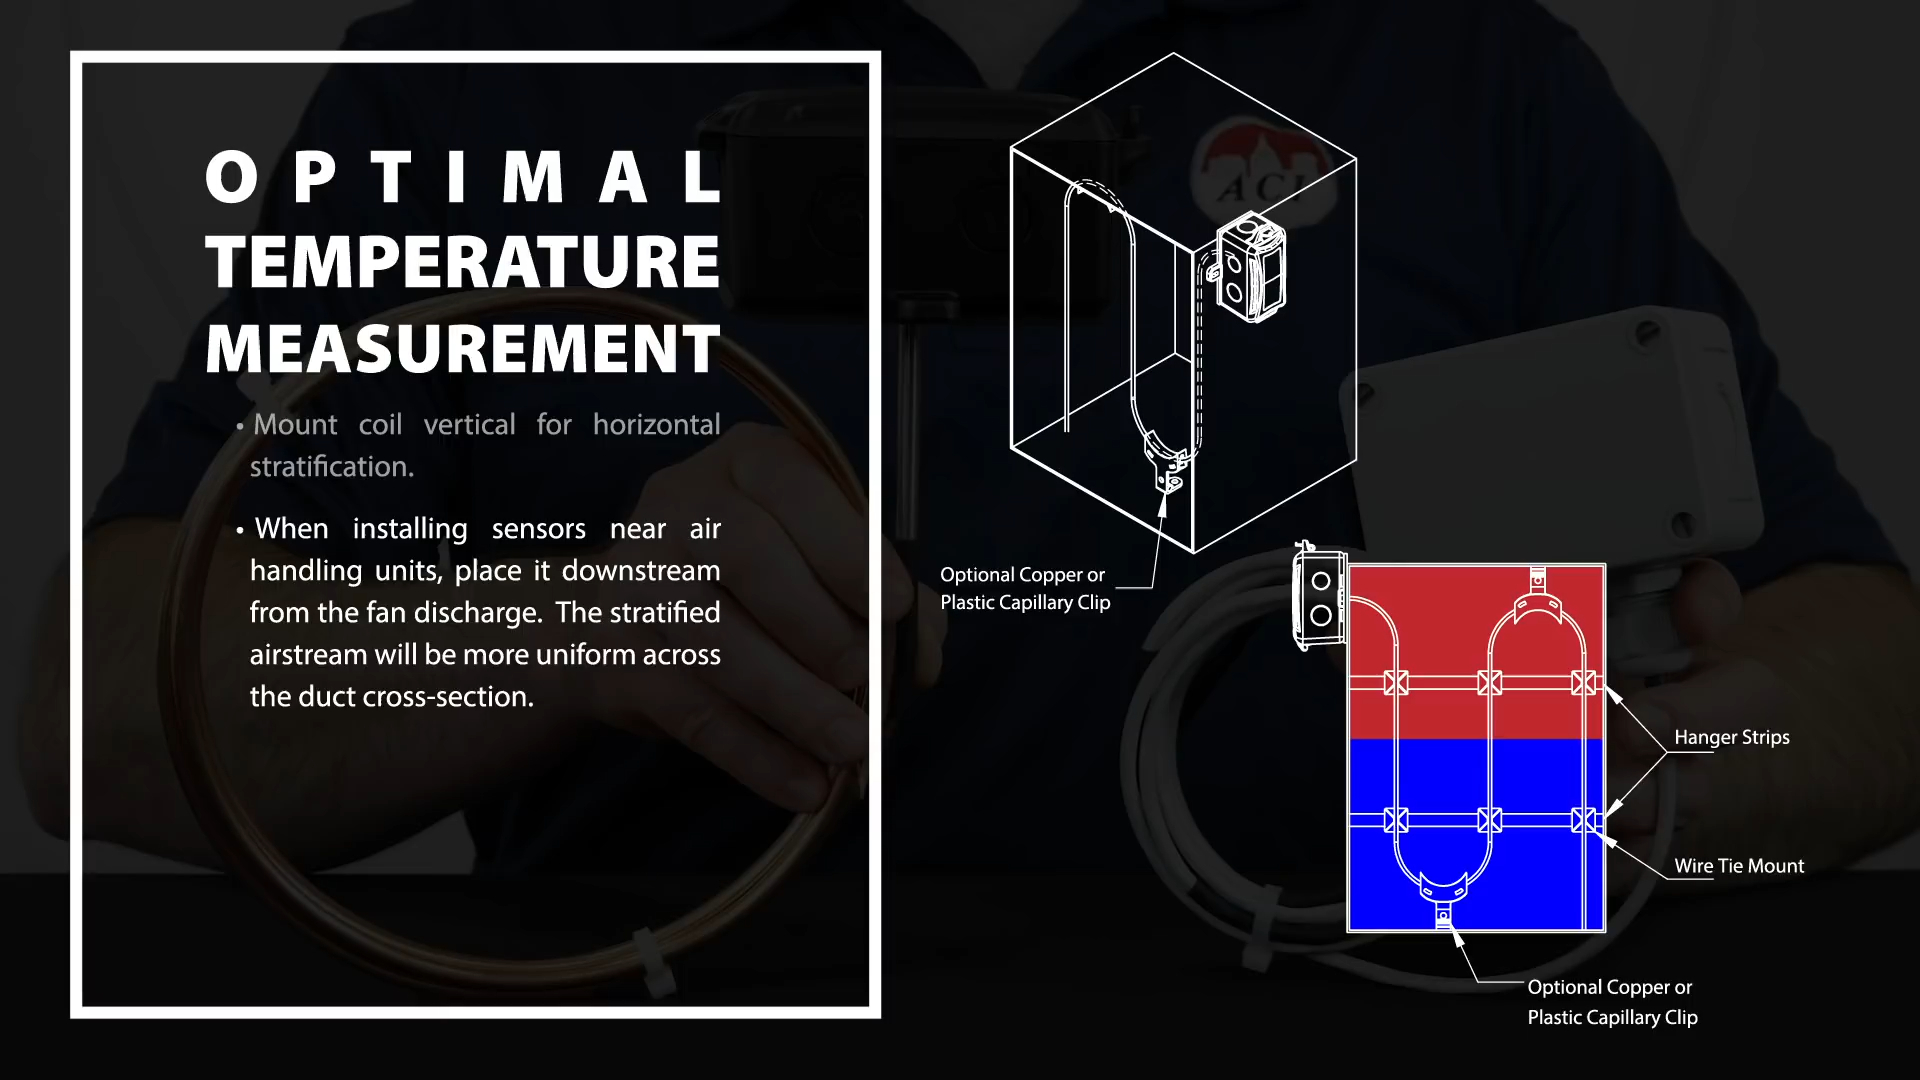 OPTIMAL
TEMPERATURE
MEASUREMENT
• Mount coil vertical for horizontal
stratification.
• When installing sensors near air
handling units, place it downstream
from the fan discharge. The stratified
airstream will be more uniform across
the duct cross-section.
ACI
Optional Copper or
Plastic Capillary Clip
Hanger Strips
Wire Tie Mount
Optional Copper or
Plastic Capillary Clip